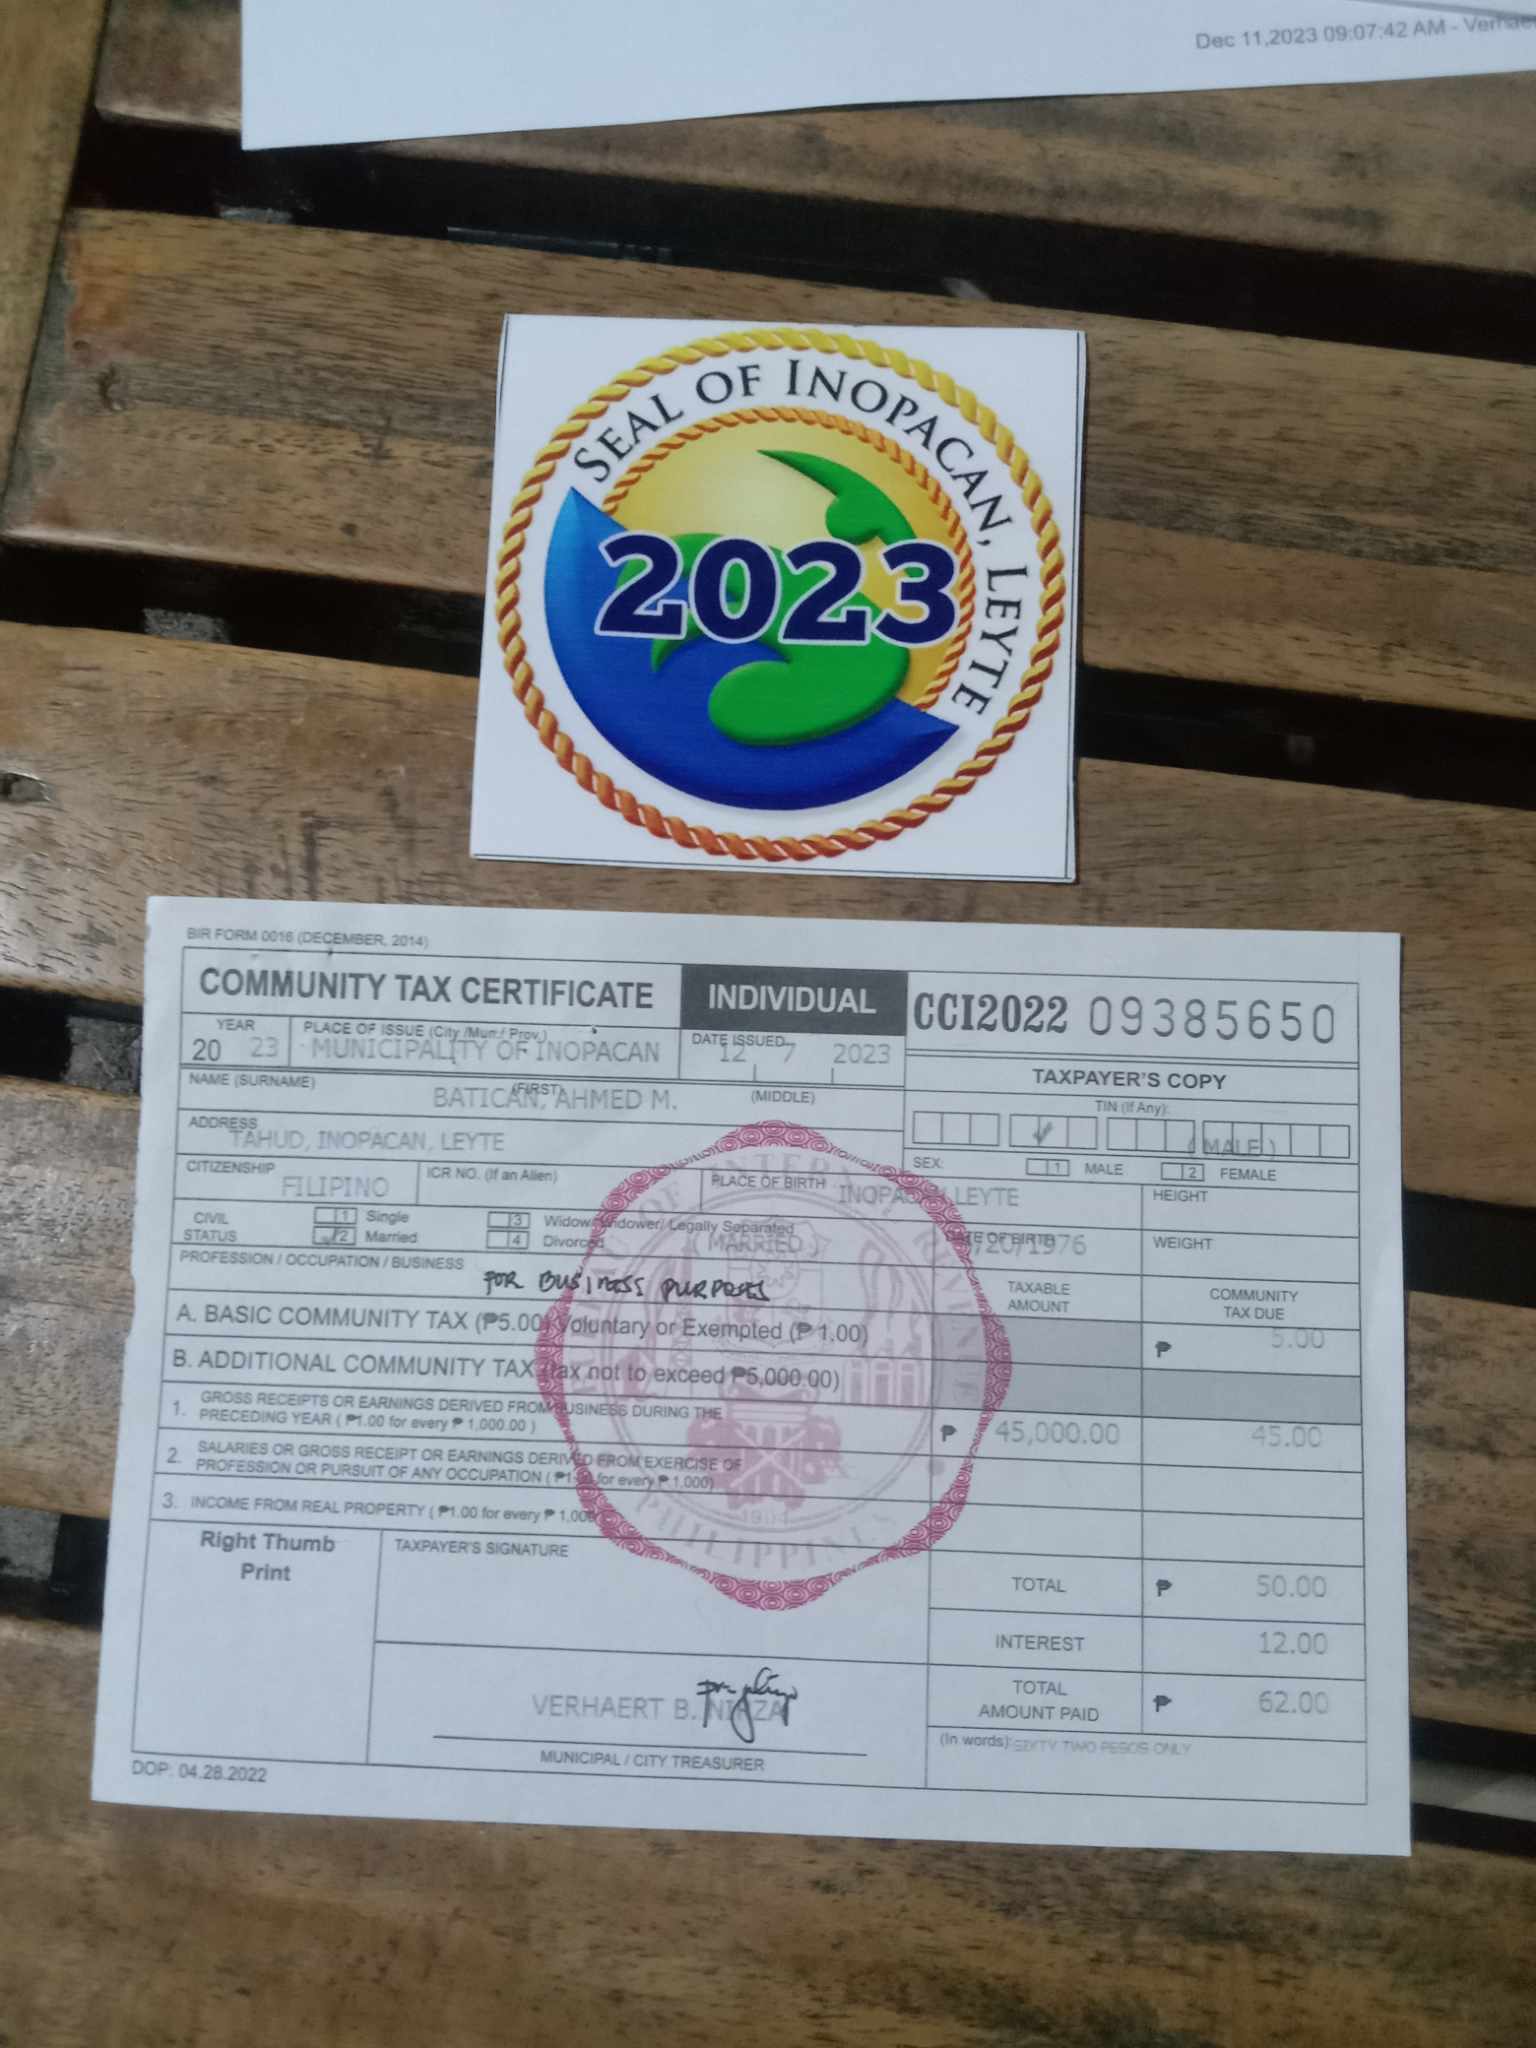 Dec 11,2023 09:07:42 AM -
SEAL OF INOPACAN, LEYTE
2023
BIR FORM 0016 (DECEMBER, 2014)
COMMUNITY TAX CERTIFICATE INDIVIDUAL CCI2022 09385650
YEAR PLACE OF ISSUE (City /Mun./ Prov.) DATE ISSUED
20 23 MUNICIPALITY OF INOPACAN 12 7 2023
TAXPAYER'S COPY
NAME (SURNAME) (FIRST) (MIDDLE)
BATICAN, AHMED M.
TIN (If Any):
ADDRESS
TAHUD, INOPACAN, LEYTE
( MALE )
SEX: 1 MALE 2 FEMALE
CITIZENSHIP ICR NO. (If an Alien) PLACE OF BIRTH HEIGHT
FILIPINO INOPACAN LEYTE
CIVIL STATUS
1 Single 3 Widow/Widower/ Legally Separated
2 Married 4 Divorced
( MARRIED )
DATE OF BIRTH WEIGHT
/20/1976
PROFESSION / OCCUPATION / BUSINESS
FOR BUSINESS PURPOSES
TAXABLE AMOUNT
COMMUNITY TAX DUE
A. BASIC COMMUNITY TAX (₱5.00) Voluntary or Exempted (₱ 1.00) ₱ 5.00
B. ADDITIONAL COMMUNITY TAX (tax not to exceed ₱5,000.00)
1. GROSS RECEIPTS OR EARNINGS DERIVED FROM BUSINESS DURING THE
PRECEDING YEAR ( ₱1.00 for every ₱ 1,000.00 ) ₱ 45,000.00 45.00
2. SALARIES OR GROSS RECEIPT OR EARNINGS DERIVED FROM EXERCISE OF
PROFESSION OR PURSUIT OF ANY OCCUPATION ( ₱1.00 for every ₱ 1,000)
3. INCOME FROM REAL PROPERTY ( ₱1.00 for every ₱ 1,000
1904
PHILIPPINES
Right Thumb
Print
TAXPAYER'S SIGNATURE
TOTAL ₱ 50.00
INTEREST 12.00
TOTAL
AMOUNT PAID ₱ 62.00
VERHAERT B. NIRZA
(In words) SIXTY TWO PESOS ONLY
MUNICIPAL / CITY TREASURER
DOP: 04.28.2022